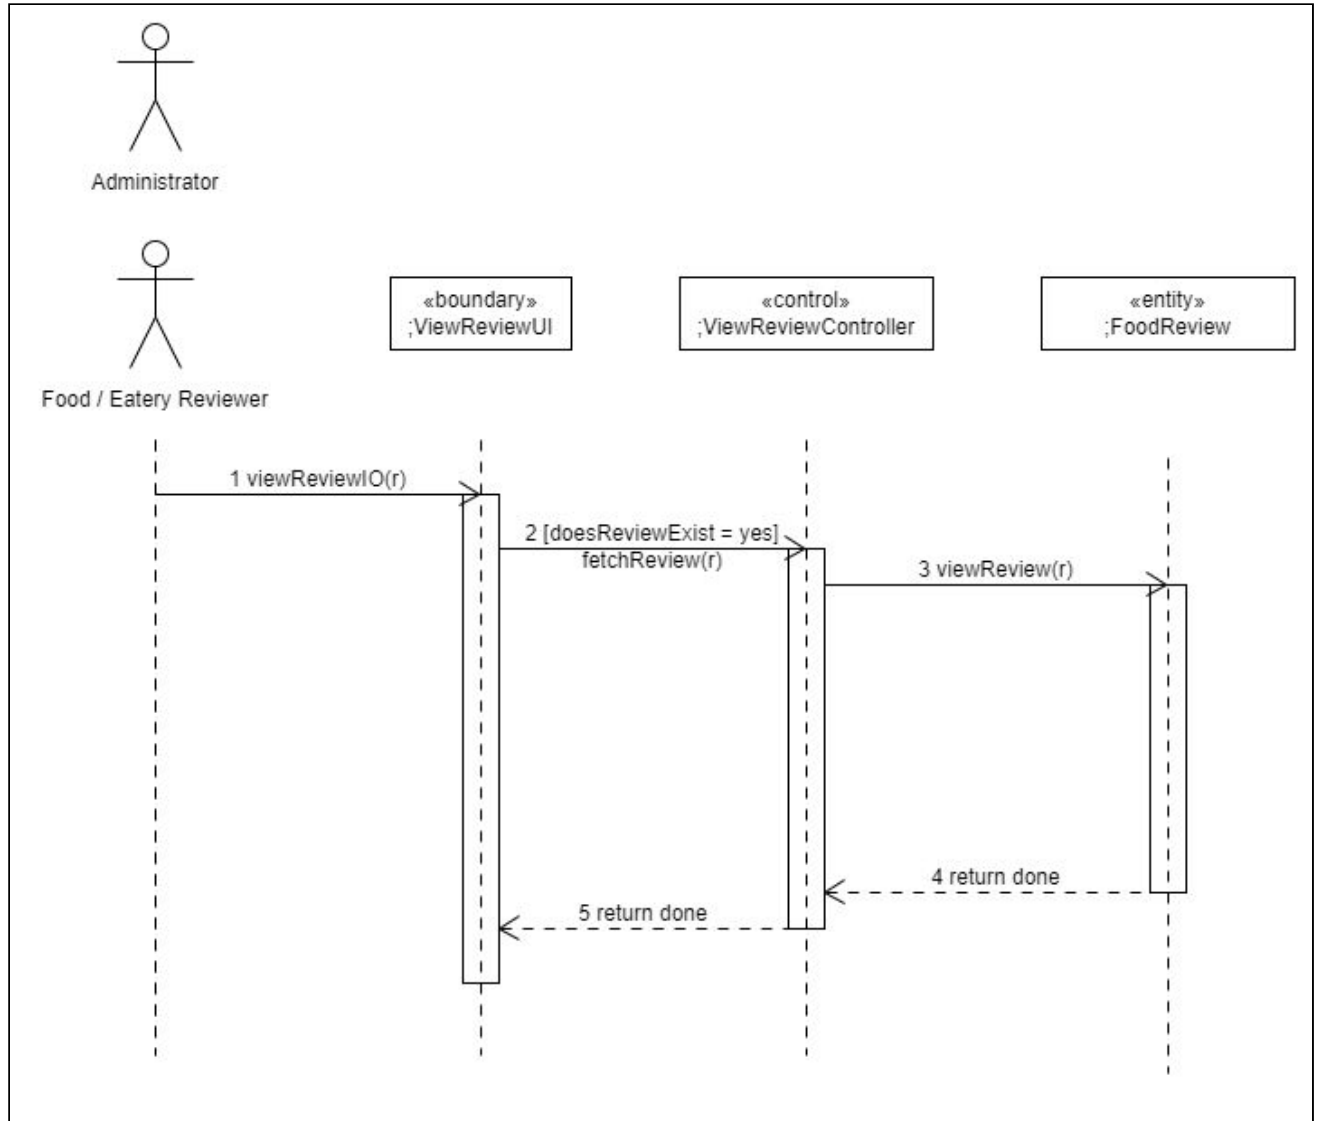 Administrator
Food / Eatery Reviewer
«boundary»
;ViewReviewUI
«control»
;ViewReviewController
«entity»
;FoodReview
1 viewReviewIO(r)
2 [doesReviewExist = yes]
fetchReview(r)
3 viewReview(r)
4 return done
5 return done